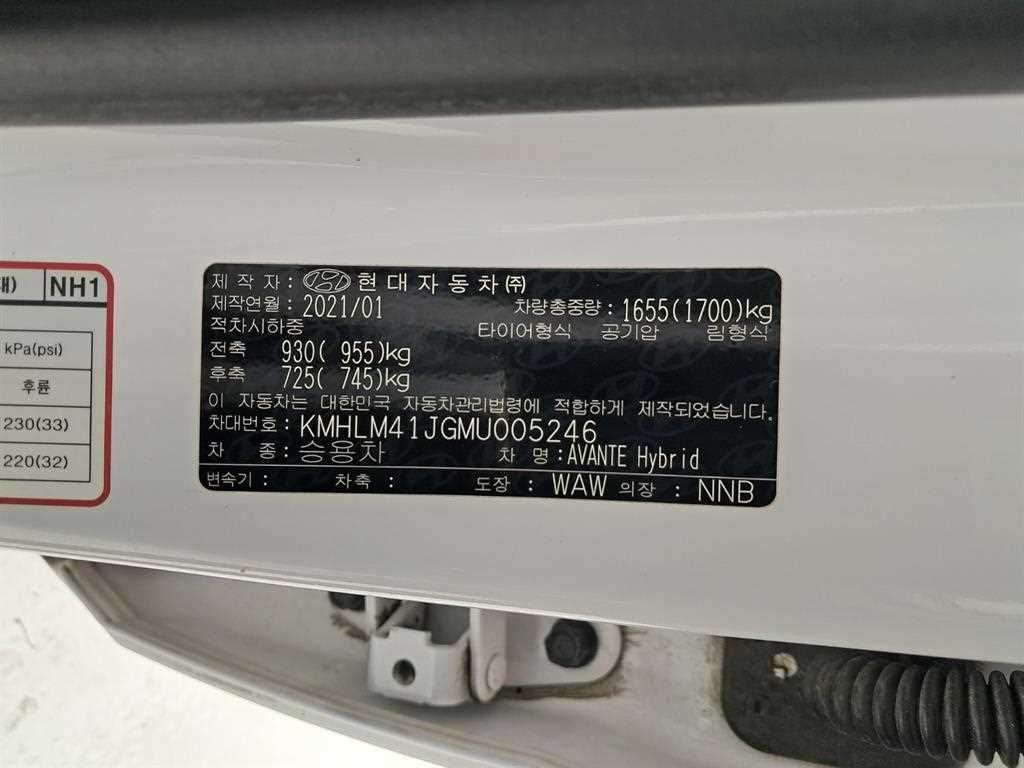 배) NH1
kPa(psi)
후륜
230(33)
220(32)
제 작 자 : 현대자동차㈜
제작연월 : 2021/01 차량총중량 : 1655(1700)kg
적차시하중 타이어형식 공기압 림형식
전축 930( 955)kg
후축 725( 745)kg
이 자동차는 대한민국 자동차관리법령에 적합하게 제작되었습니다.
차대번호 : KMHLM41JGMU005246
차 종 : 승용차 차 명 : AVANTE Hybrid
변속기 : 차축 : 도장 : WAW 의장 : NNB